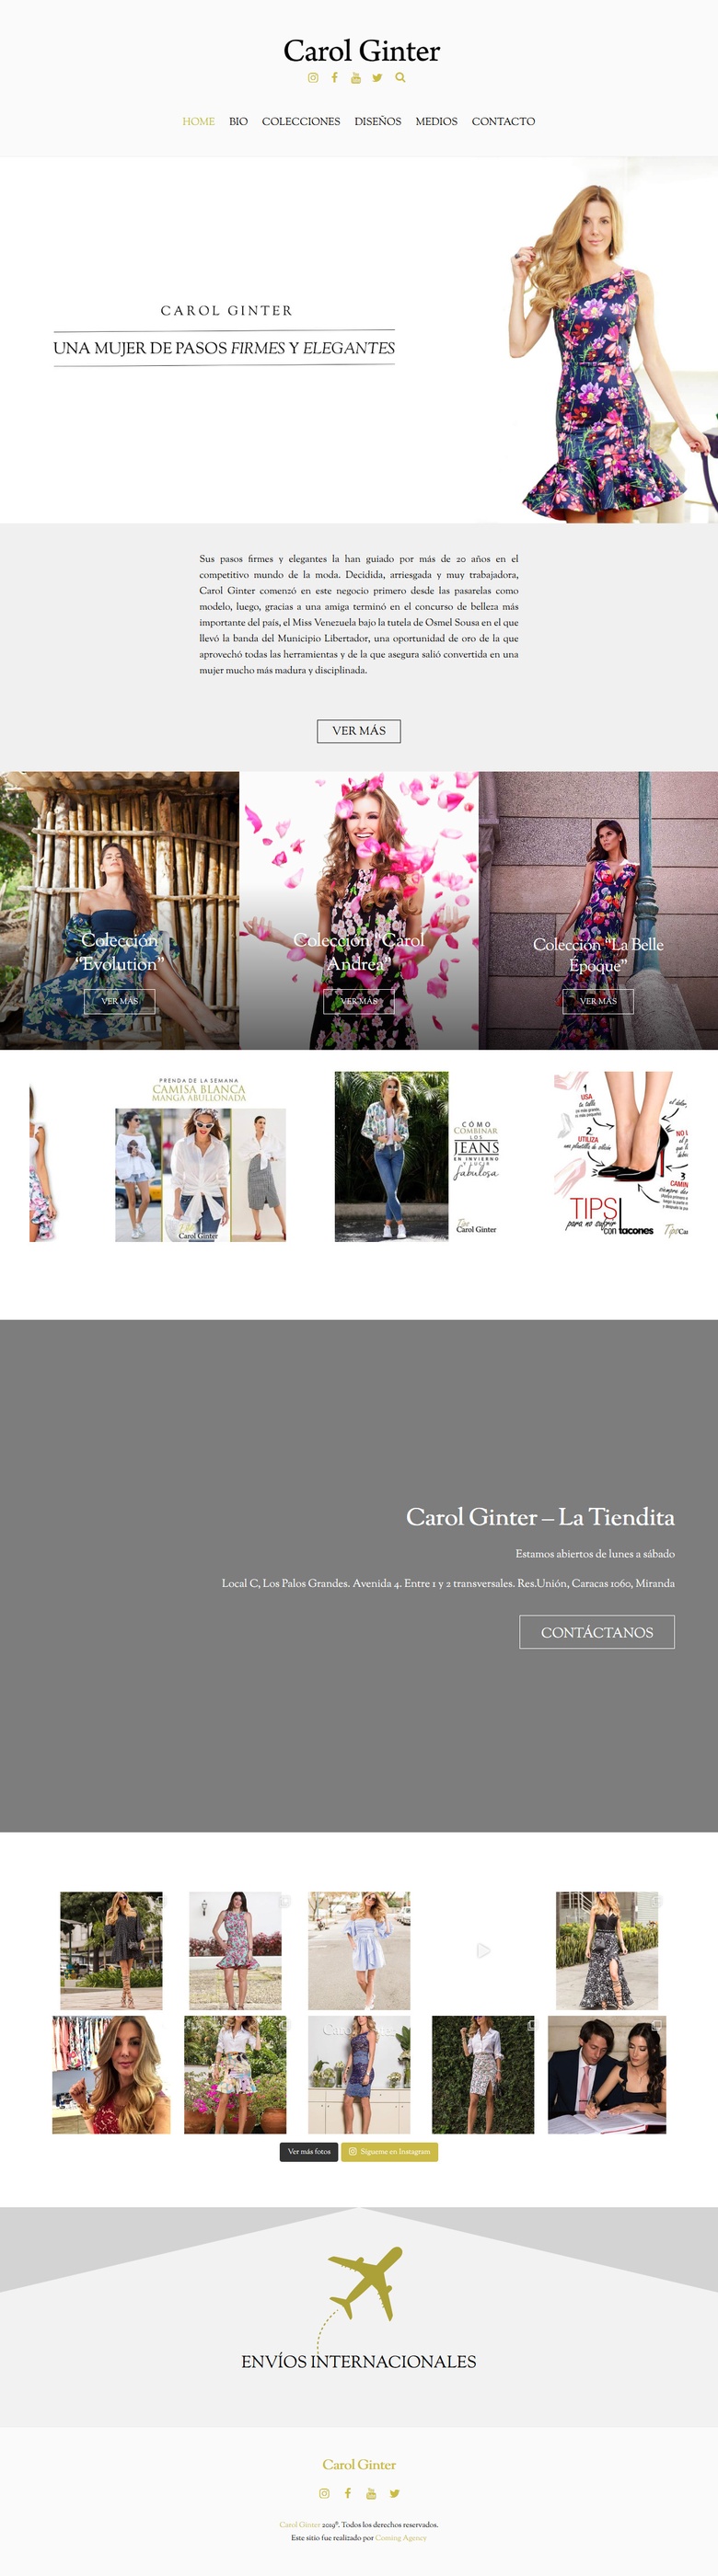 Carol Ginter
HOME BIO COLECCIONES DISEÑOS MEDIOS CONTACTO
CAROL GINTER
UNA MUJER DE PASOS FIRMES Y ELEGANTES
Sus pasos firmes y elegantes la han guiado por más de 20 años en el
competitivo mundo de la moda. Decidida, arriesgada y muy trabajadora,
Carol Ginter comenzó en este negocio primero desde las pasarelas como
modelo, luego, gracias a una amiga terminó en el concurso de belleza más
importante del país, el Miss Venezuela bajo la tutela de Osmel Sousa en el que
llevó la banda del Municipio Libertador, una oportunidad de oro de la que
aprovechó todas las herramientas y de la que asegura salió convertida en una
mujer mucho más madura y disciplinada.
VER MÁS
Colección
"Evolution"
VER MÁS
Colección "Carol
Andrea"
VER MÁS
Colección "La Belle
Époque"
VER MÁS
PRENDA DE LA SEMANA
CAMISA BLANCA
MANGA ABULLONADA
Carol Ginter
CÓMO
COMBINAR
LOS
JEANS
EN INVIERNO
Y LUCIR
fabulosa
Tips
Carol Ginter
1
USA
tu talla
2
UTILIZA
una plantilla de silicón
TIPS
para no sufrir
con tacones
Tips
Carol Ginter – La Tiendita
Estamos abiertos de lunes a sábado
Local C, Los Palos Grandes. Avenida 4. Entre 1 y 2 transversales. Res.Unión, Caracas 1060, Miranda
CONTÁCTANOS
Ver más fotos
Sígueme en Instagram
ENVÍOS INTERNACIONALES
Carol Ginter
Carol Ginter 2019®. Todos los derechos reservados.
Este sitio fue realizado por Coming Agency